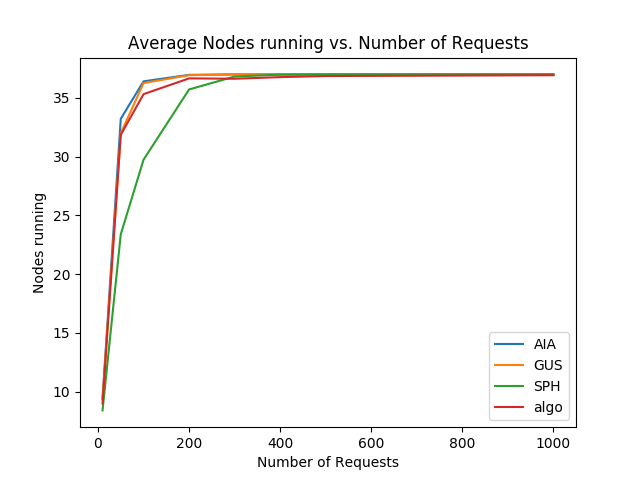 Average Nodes running vs. Number of Requests
Nodes running
35
30
25
20
15
10
0
200
400
600
800
1000
Number of Requests
AIA
GUS
SPH
algo